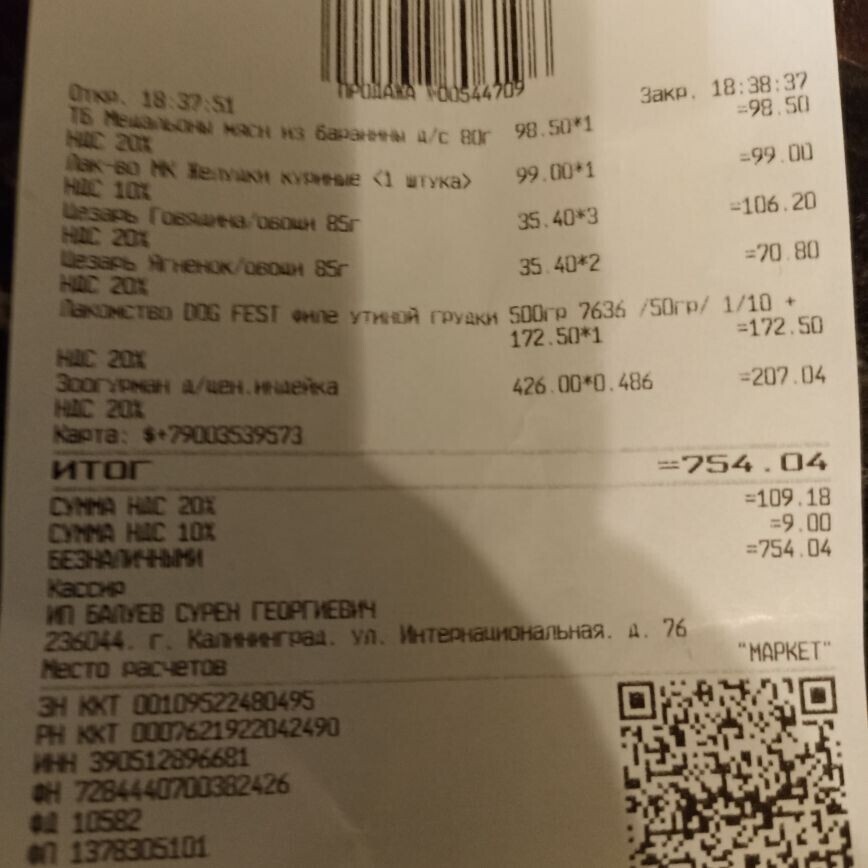 ПРОДАЖА №00544709
Откр. 18:37:51 Закр. 18:38:37
ТБ Медальоны мясн из баранины д/с 80г 98.50*1 =98.50
НДС 20%
Лак-во МК Желудки куриные <1 штука> 99.00*1 =99.00
НДС 10%
Цезарь Говядина/овощи 85г 35.40*3 =106.20
НДС 20%
Цезарь Ягненок/овощи 85г 35.40*2 =70.80
НДС 20%
Лакомство DOG FEST филе утиной грудки 500гр 7636 /50гр/ 1/10 +
172.50*1 =172.50
НДС 20%
Зоогурман д/щен.индейка 426.00*0.486 =207.04
НДС 20%
Карта: $+79003539573
ИТОГ =754.04
СУММА НДС 20% =109.18
СУММА НДС 10% =9.00
БЕЗНАЛИЧНЫМИ =754.04
Кассир
ИП БАЛУЕВ СУРЕН ГЕОРГИЕВИЧ
236044, г. Калининград, ул. Интернациональная, д. 76
Место расчетов "МАРКЕТ"
ЗН ККТ 00109522480495
РН ККТ 0007621922042490
ИНН 390512896681
ФН 7284440700382426
ФД 10582
ФП 1378305101